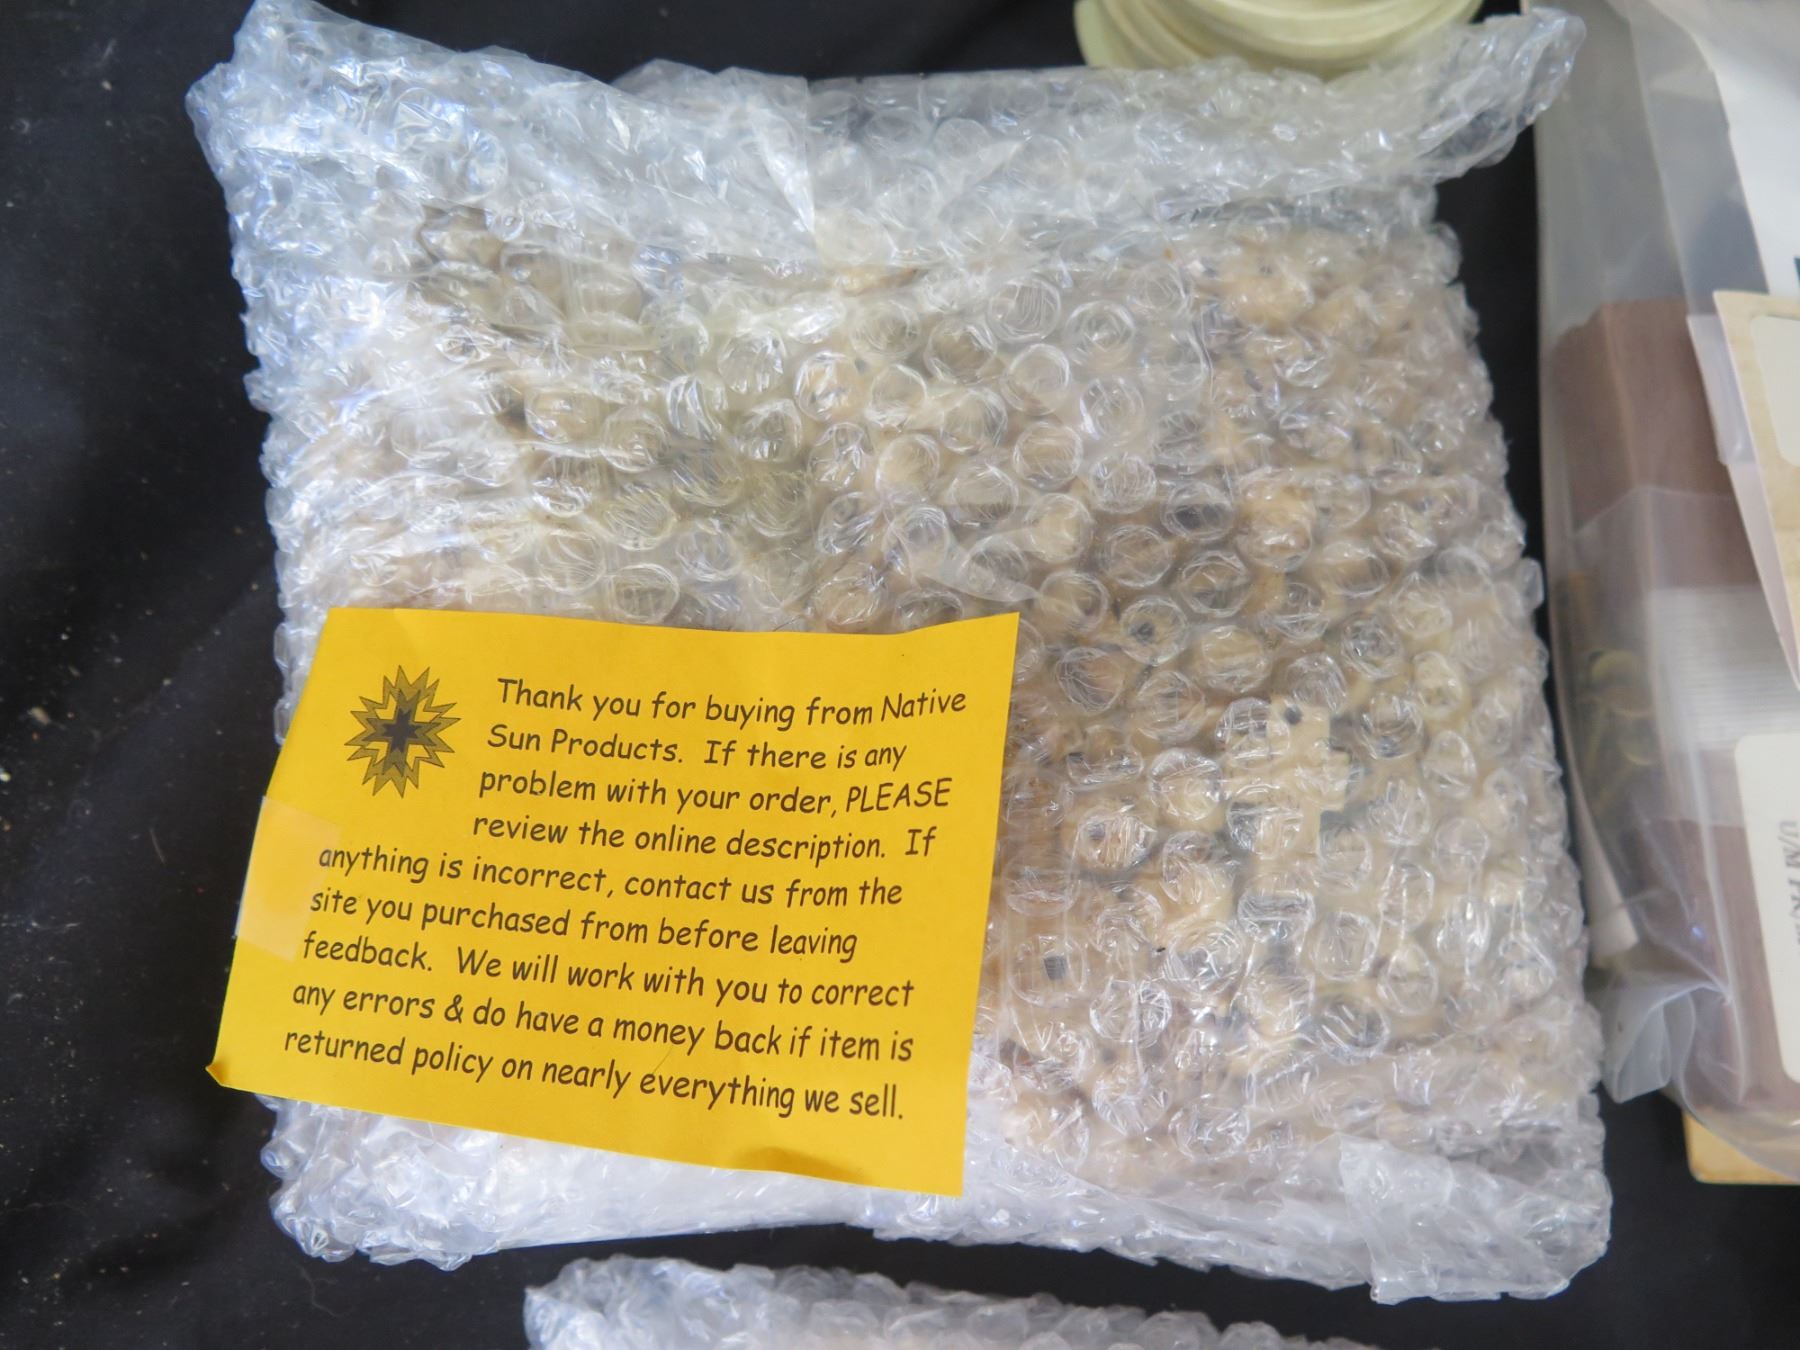 Thank you for buying from Native
Sun Products.  If there is any
problem with your order, PLEASE
review the online description.  If
anything is incorrect, contact us from the
site you purchased from before leaving
feedback.  We will work with you to correct
any errors & do have a money back if item is
returned policy on nearly everything we sell.